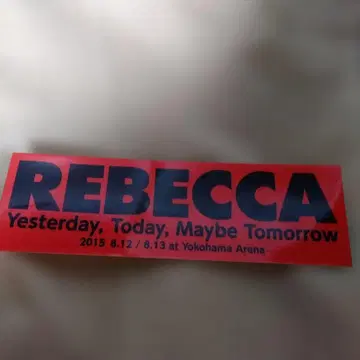 REBECCA
Yesterday, Today, Maybe Tomorrow
2015 8.12 / 8.13 at Yokohama Arena